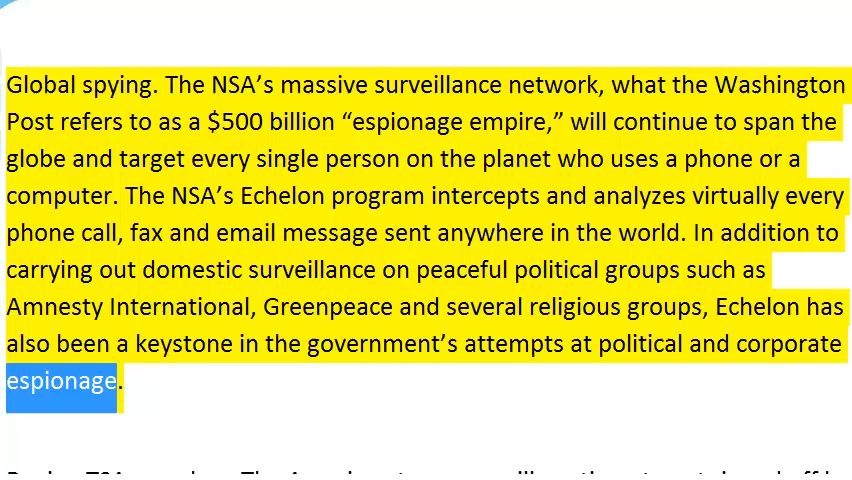 Global spying. The NSA’s massive surveillance network, what the Washington
Post refers to as a $500 billion “espionage empire,” will continue to span the
globe and target every single person on the planet who uses a phone or a
computer. The NSA’s Echelon program intercepts and analyzes virtually every
phone call, fax and email message sent anywhere in the world. In addition to
carrying out domestic surveillance on peaceful political groups such as
Amnesty International, Greenpeace and several religious groups, Echelon has
also been a keystone in the government’s attempts at political and corporate
espionage.